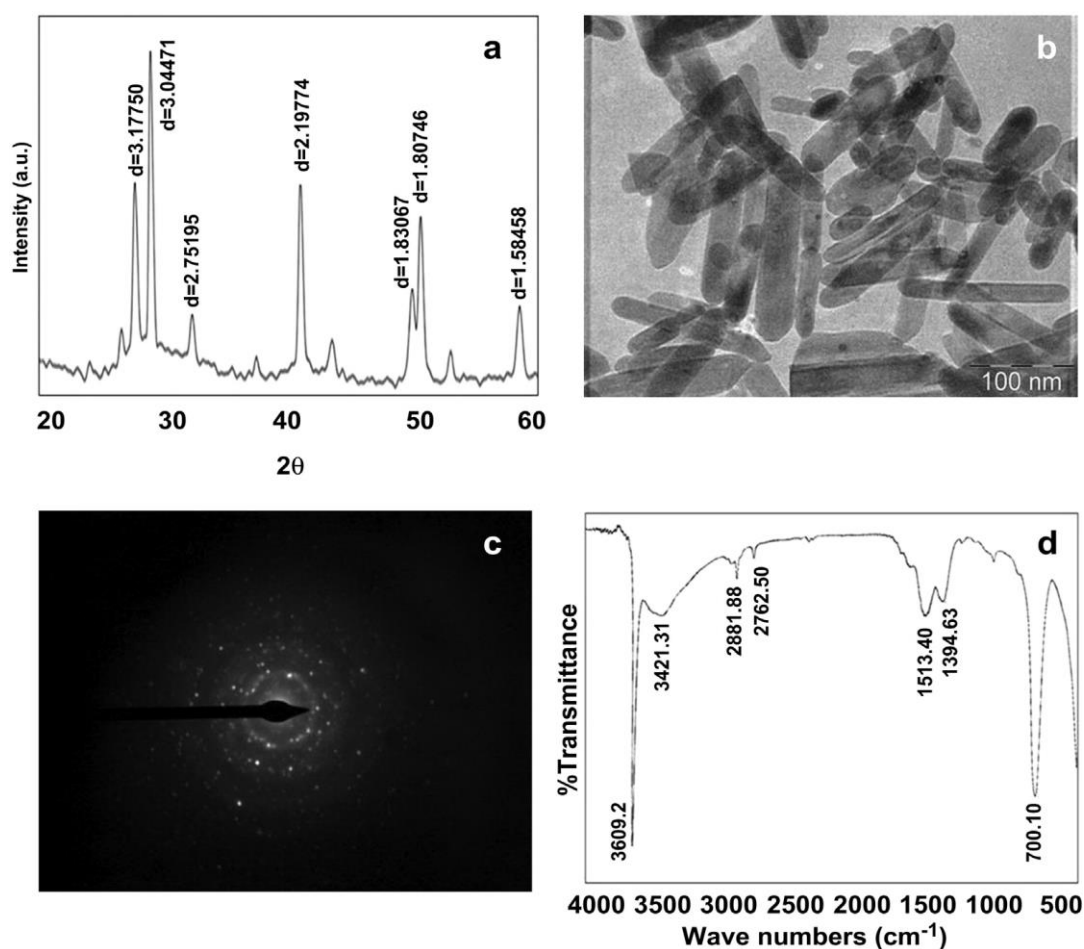 a
Intensity (a.u.)
d=3.17750
d=3.04471
d=2.75195
d=2.19774
d=1.83067
d=1.80746
d=1.58458
20 30 40 50 60
2θ
b
100 nm
c
d
%Transmittance
3609.2
3421.31
2881.88
2762.50
1513.40
1394.63
700.10
4000 3500 3000 2500 2000 1500 1000 500
Wave numbers (cm⁻¹)